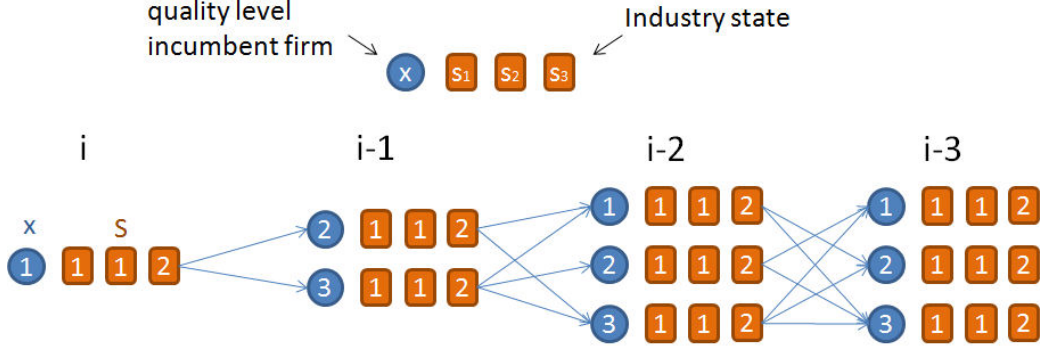 quality level
incumbent firm
Industry state
x s1 s2 s3
i i-1 i-2 i-3
x S
1 1 1 2
2 1 1 2
3 1 1 2
1 1 1 2
2 1 1 2
3 1 1 2
1 1 1 2
2 1 1 2
3 1 1 2